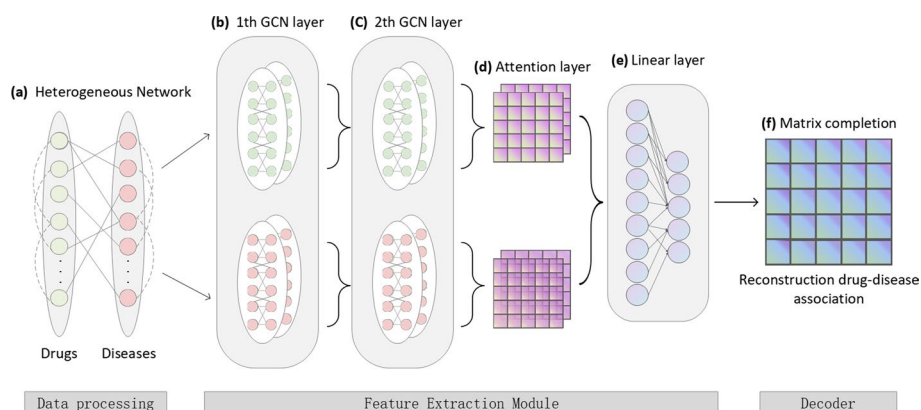 (b) 1th GCN layer
(C) 2th GCN layer
(d) Attention layer
(e) Linear layer
(a) Heterogeneous Network
(f) Matrix completion
Reconstruction drug-disease
association
Drugs
Diseases
Data processing
Feature Extraction Module
Decoder